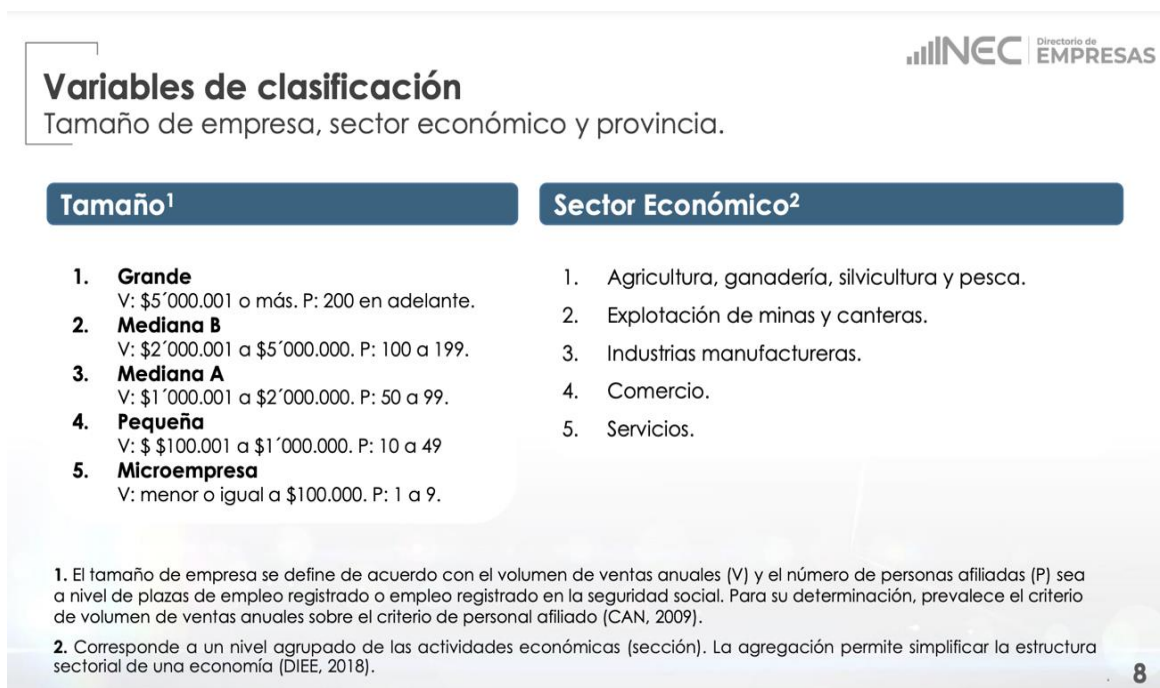 INEC Directorio de EMPRESAS
Variables de clasificación
Tamaño de empresa, sector económico y provincia.
Tamaño¹
1. Grande
V: $5´000.001 o más. P: 200 en adelante.
2. Mediana B
V: $2´000.001 a $5´000.000. P: 100 a 199.
3. Mediana A
V: $1´000.001 a $2´000.000. P: 50 a 99.
4. Pequeña
V: $ $100.001 a $1´000.000. P: 10 a 49
5. Microempresa
V: menor o igual a $100.000. P: 1 a 9.
Sector Económico²
1. Agricultura, ganadería, silvicultura y pesca.
2. Explotación de minas y canteras.
3. Industrias manufactureras.
4. Comercio.
5. Servicios.
1. El tamaño de empresa se define de acuerdo con el volumen de ventas anuales (V) y el número de personas afiliadas (P) sea
a nivel de plazas de empleo registrado o empleo registrado en la seguridad social. Para su determinación, prevalece el criterio
de volumen de ventas anuales sobre el criterio de personal afiliado (CAN, 2009).
2. Corresponde a un nivel agrupado de las actividades económicas (sección). La agregación permite simplificar la estructura
sectorial de una economía (DIEE, 2018).
8